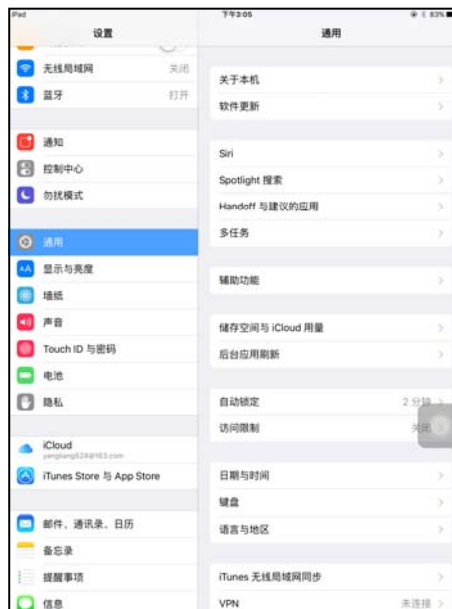 iPad
下午3:05
83%
设置
通用
无线局域网
关闭
蓝牙
打开
通知
控制中心
勿扰模式
通用
显示与亮度
墙纸
声音
Touch ID 与密码
电池
隐私
iCloud
yangliang524@163.com
iTunes Store 与 App Store
邮件、通讯录、日历
备忘录
提醒事项
信息
关于本机
软件更新
Siri
Spotlight 搜索
Handoff 与建议的应用
多任务
辅助功能
储存空间与 iCloud 用量
后台应用刷新
自动锁定
2 分钟
访问限制
关闭
日期与时间
键盘
语言与地区
iTunes 无线局域网同步
VPN
未连接